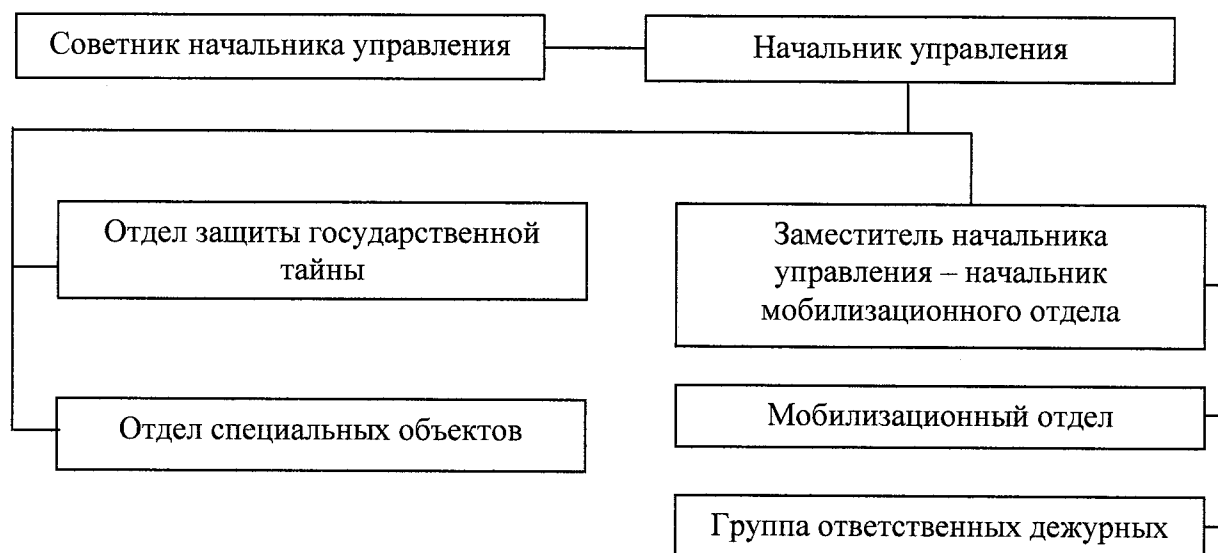 Советник начальника управления
Начальник управления
Отдел защиты государственной
тайны
Заместитель начальника
управления – начальник
мобилизационного отдела
Отдел специальных объектов
Мобилизационный отдел
Группа ответственных дежурных